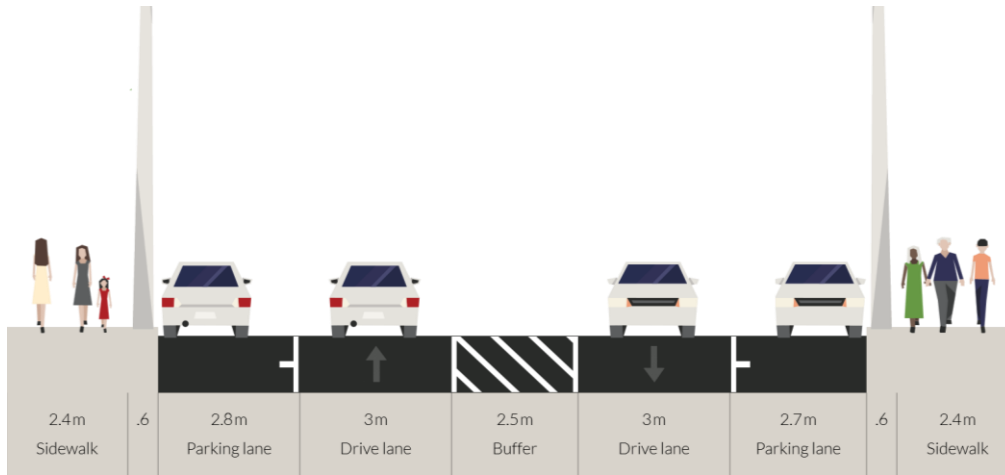 2.4m .6 2.8m 3m 2.5m 3m 2.7m .6 2.4m
Sidewalk Parking lane Drive lane Buffer Drive lane Parking lane Sidewalk